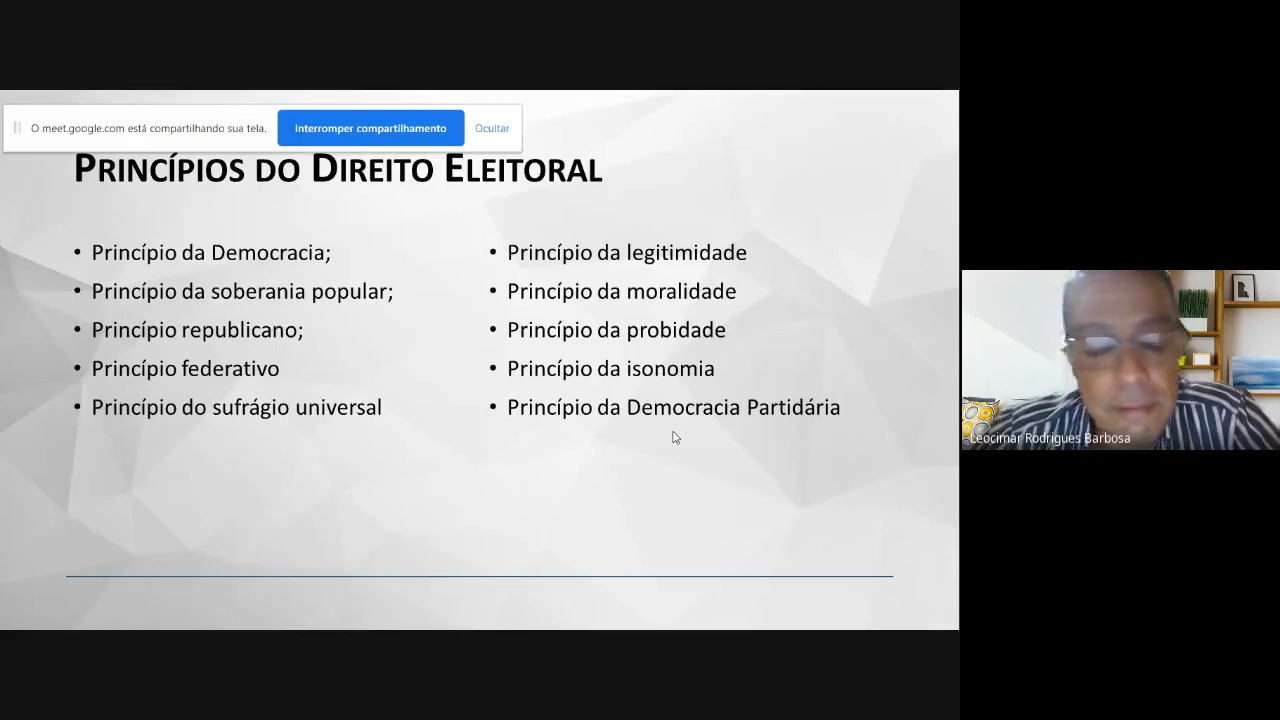 O meet.google.com está compartilhando sua tela.
Interromper compartilhamento
Ocultar
PRINCÍPIOS DO DIREITO ELEITORAL
• Princípio da Democracia;
• Princípio da soberania popular;
• Princípio republicano;
• Princípio federativo
• Princípio do sufrágio universal
• Princípio da legitimidade
• Princípio da moralidade
• Princípio da probidade
• Princípio da isonomia
• Princípio da Democracia Partidária
Leocimar Rodrigues Barbosa